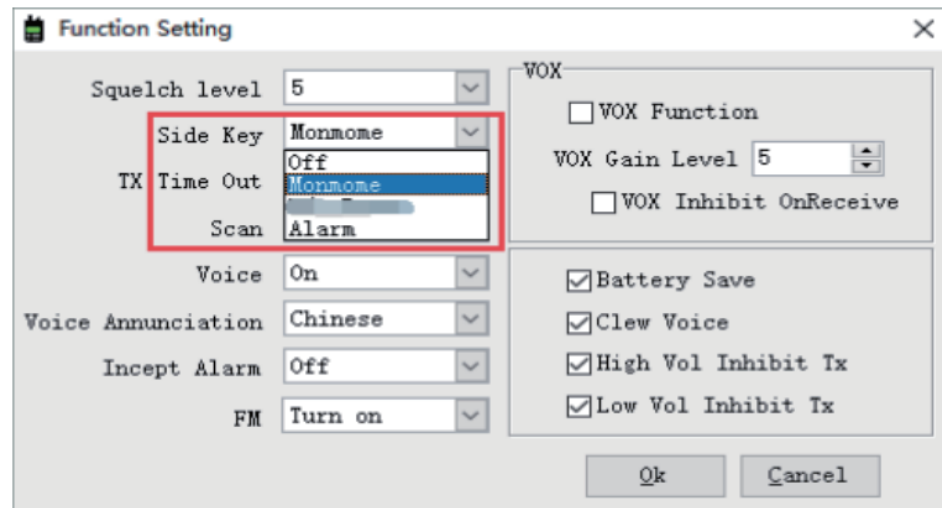 Function Setting
Squelch level 5
Side Key Monmome
Off
Monmome
Alarm
TX Time Out
Scan
Voice On
Voice Annunciation Chinese
Incept Alarm Off
FM Turn on
VOX
VOX Function
VOX Gain Level 5
VOX Inhibit OnReceive
Battery Save
Clew Voice
High Vol Inhibit Tx
Low Vol Inhibit Tx
Ok
Cancel